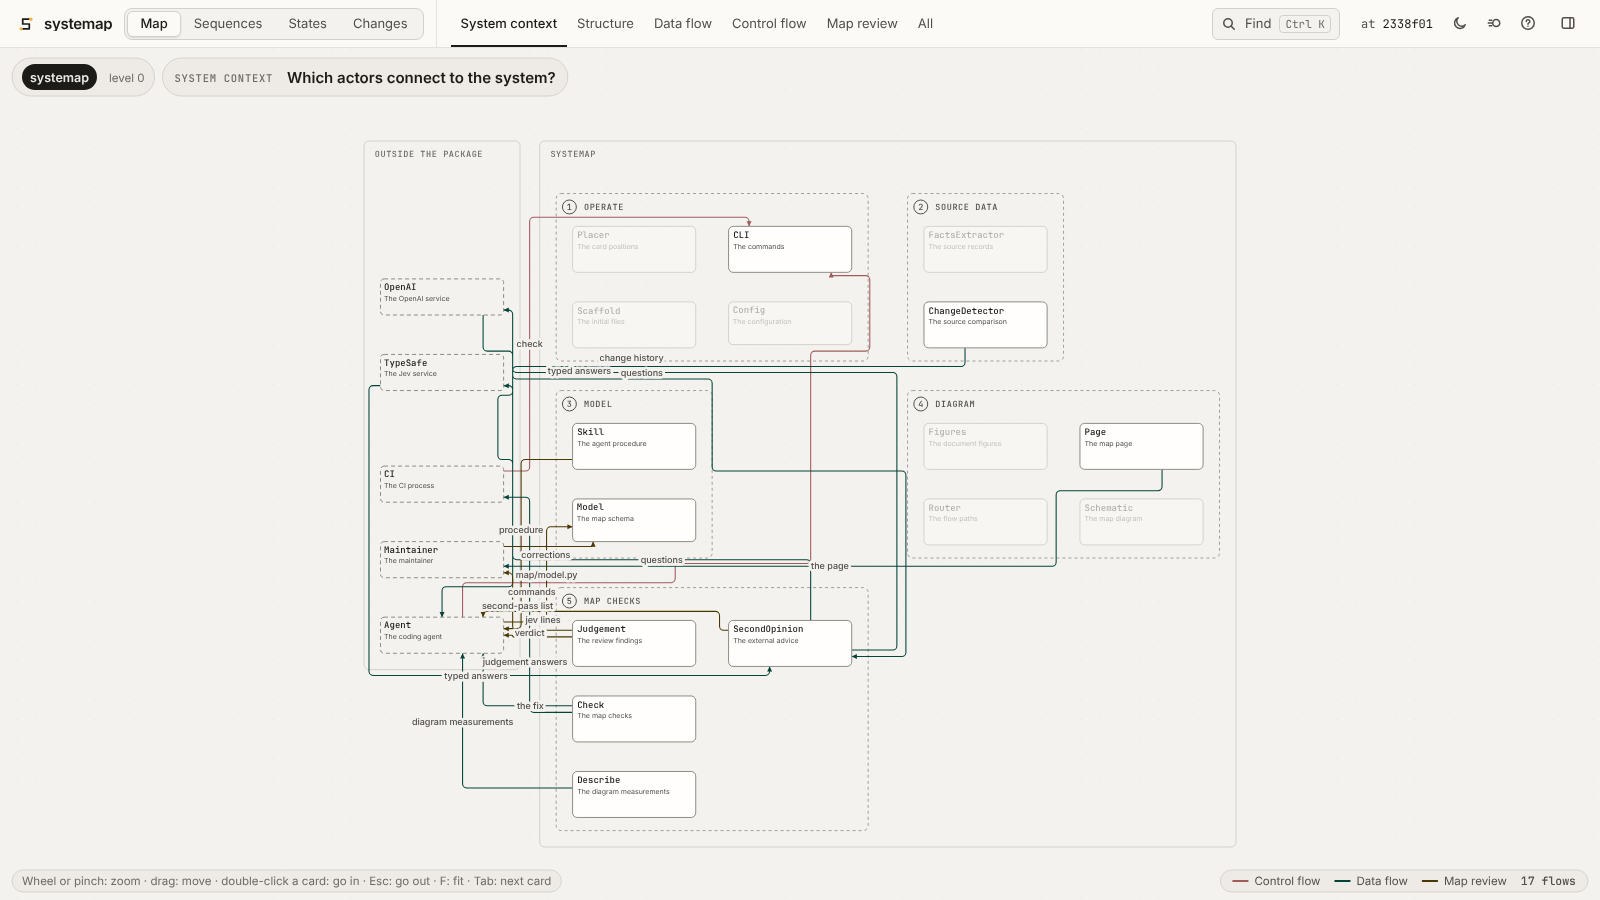 systemap
Map
Sequences
States
Changes
System context
Structure
Data flow
Control flow
Map review
All
Find
Ctrl K
at 2338f01
systemap
level 0
SYSTEM CONTEXT
Which actors connect to the system?
OUTSIDE THE PACKAGE
SYSTEMAP
1 OPERATE
Placer
The card positions
CLI
The commands
Scaffold
The initial files
Config
The configuration
2 SOURCE DATA
FactsExtractor
The source records
ChangeDetector
The source comparison
OpenAI
The OpenAI service
TypeSafe
The Jev service
CI
The CI process
Maintainer
The maintainer
Agent
The coding agent
check
change history
typed answers
questions
3 MODEL
Skill
The agent procedure
Model
The map schema
4 DIAGRAM
Figures
The document figures
Page
The map page
Router
The flow paths
Schematic
The map diagram
procedure
corrections
questions
the page
map/model.py
commands
second-pass list
jev lines
verdict
5 MAP CHECKS
Judgement
The review findings
SecondOpinion
The external advice
judgement answers
typed answers
the fix
Check
The map checks
diagram measurements
Describe
The diagram measurements
Wheel or pinch: zoom · drag: move · double-click a card: go in · Esc: go out · F: fit · Tab: next card
Control flow
Data flow
Map review
17 flows